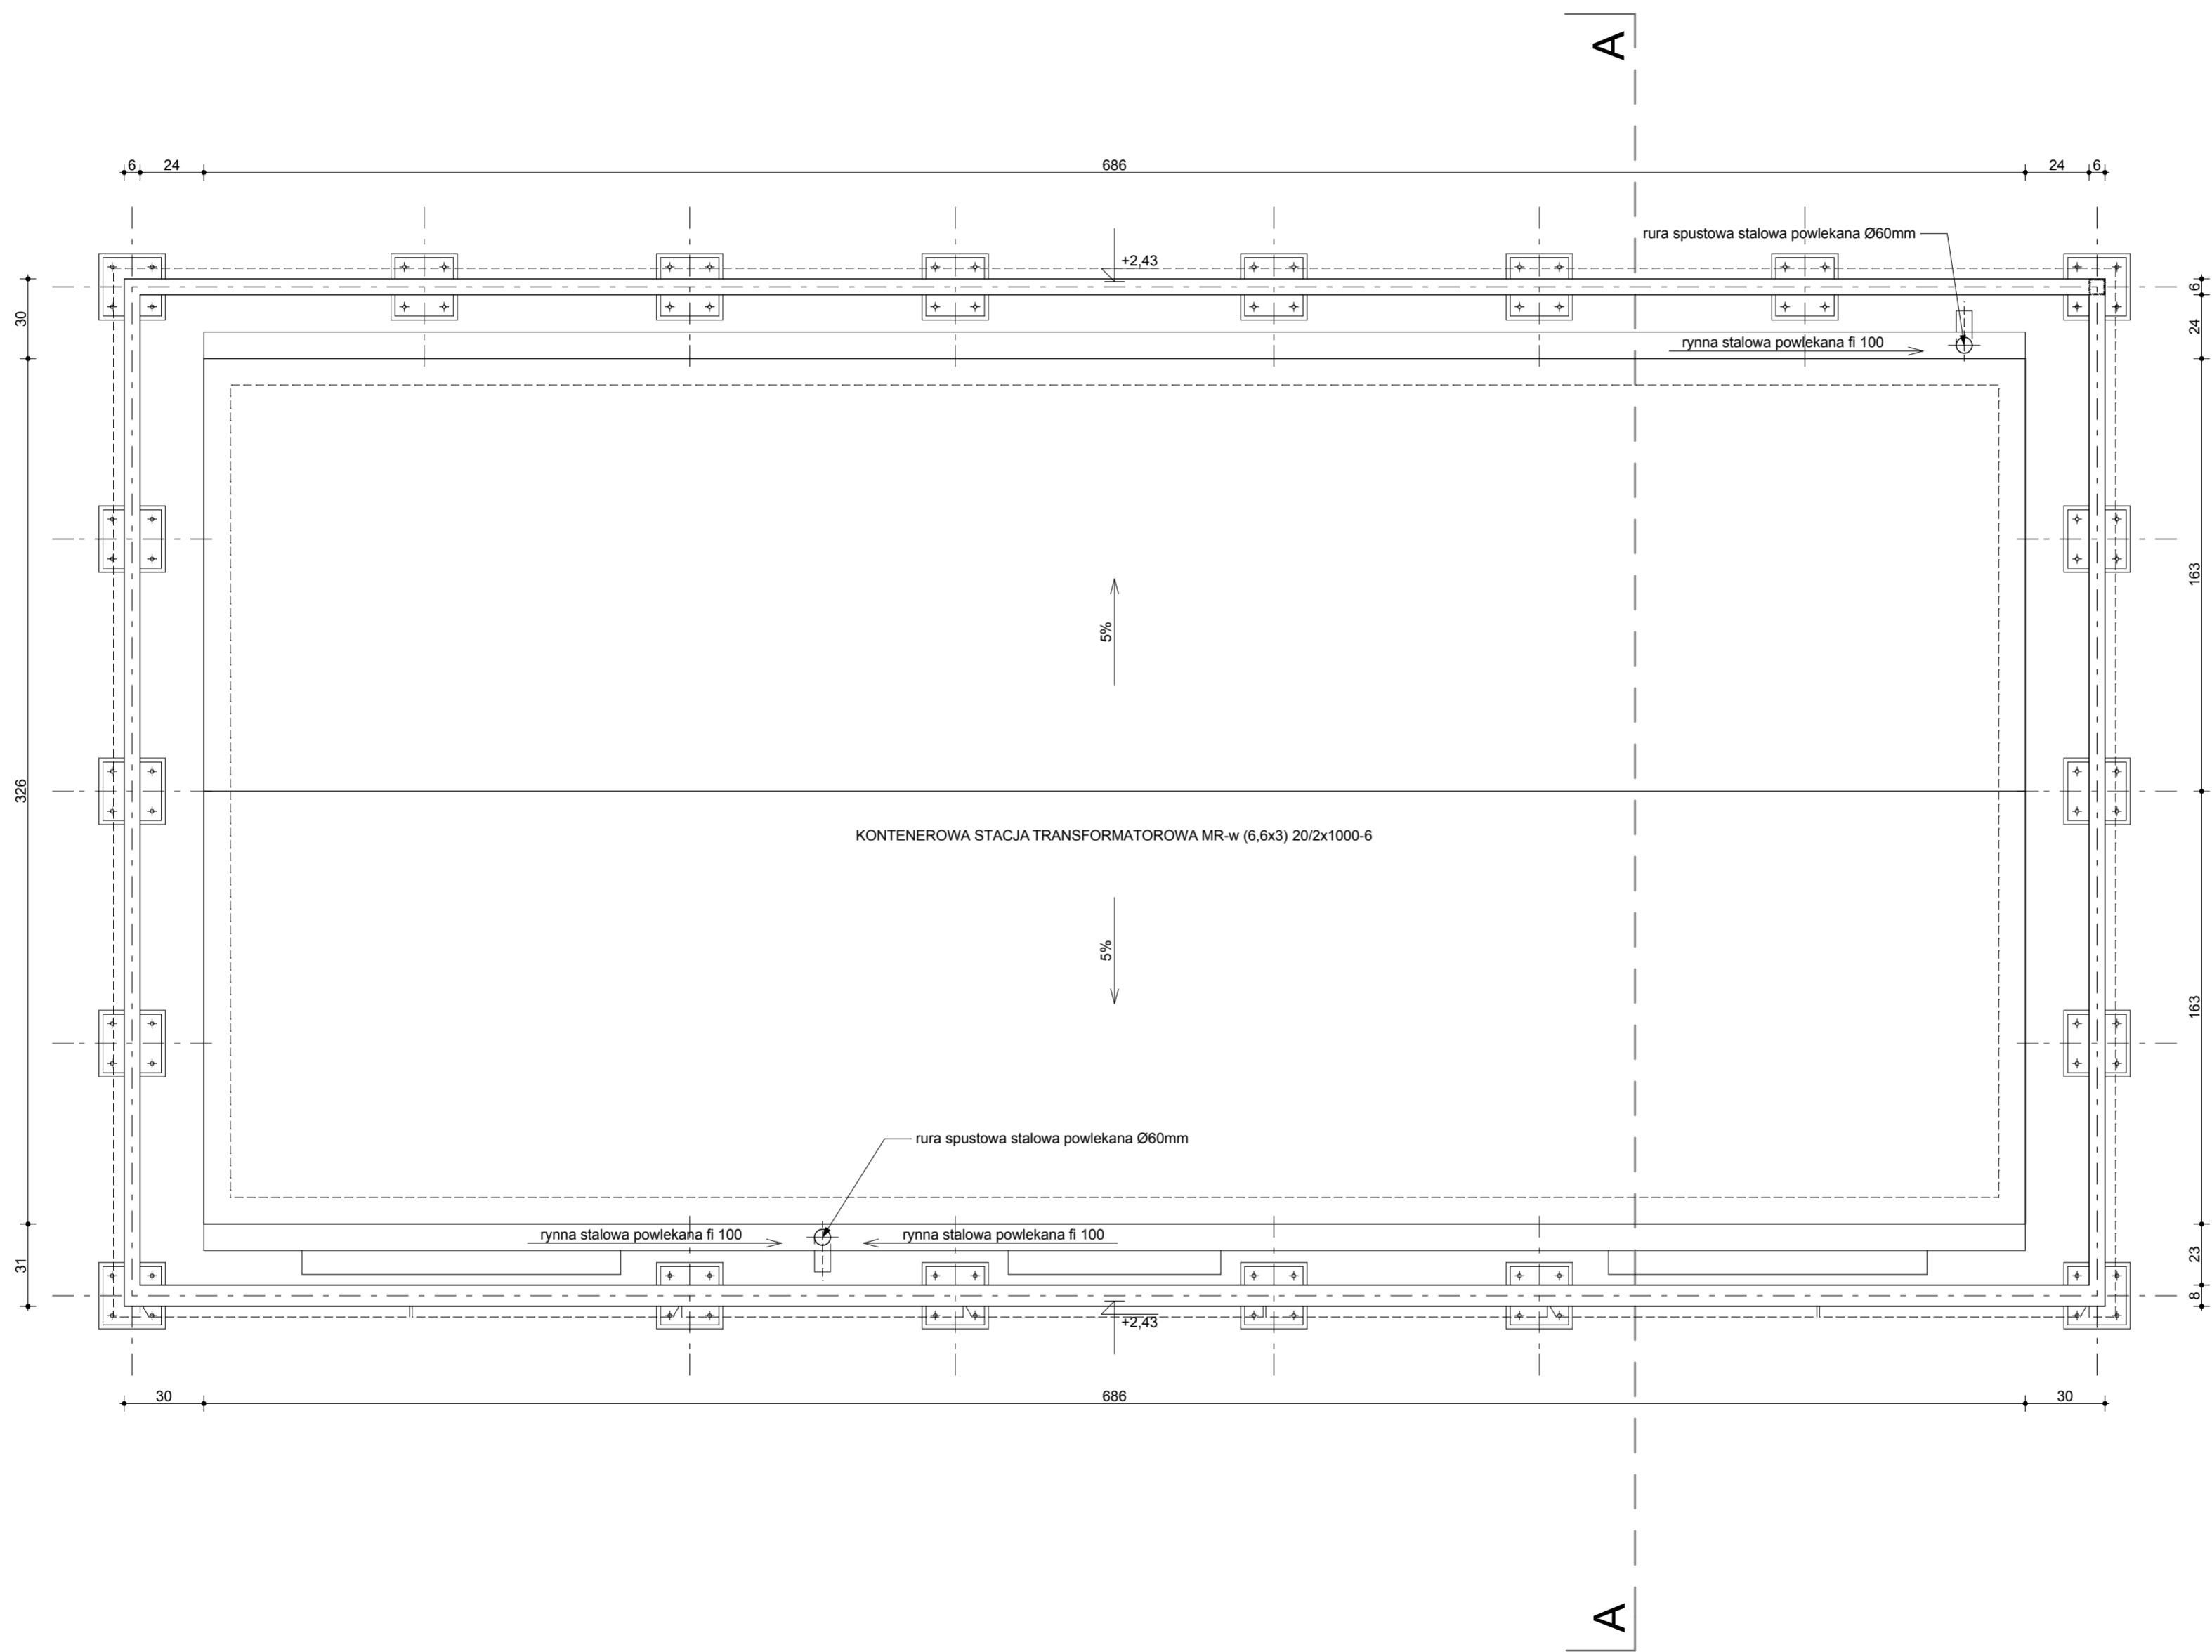 A
6 24 686 24 6
rura spustowa stalowa powlekana Ø60mm
+2,43
30
6
24
rynna stalowa powlekana fi 100
163
5%
326
KONTENEROWA STACJA TRANSFORMATOROWA MR-w (6,6x3) 20/2x1000-6
5%
163
rura spustowa stalowa powlekana Ø60mm
rynna stalowa powlekana fi 100 rynna stalowa powlekana fi 100
31
23
8
+2,43
30 686 30
A